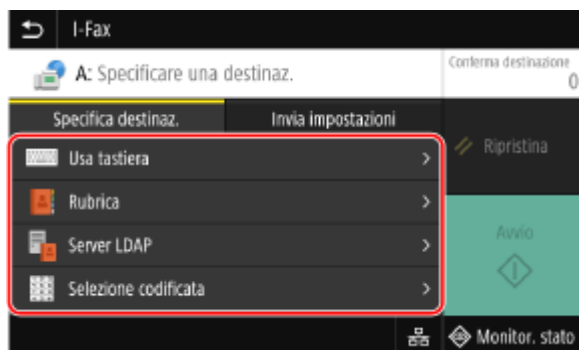 I-Fax
A: Specificare una destinaz.
Conferma destinazione
0
Specifica destinaz.
Invia impostazioni
Usa tastiera
Rubrica
Server LDAP
Selezione codificata
Ripristina
Avvio
Monitor. stato